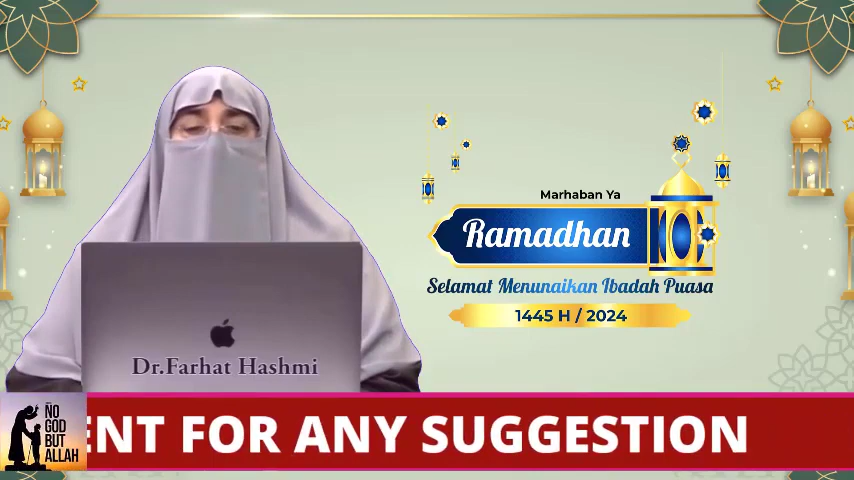 Marhaban Ya
Ramadhan
Selamat Menunaikan Ibadah Puasa
1445 H / 2024
Dr.Farhat Hashmi
NO
GOD
BUT
ALLAH
ENT FOR ANY SUGGESTION